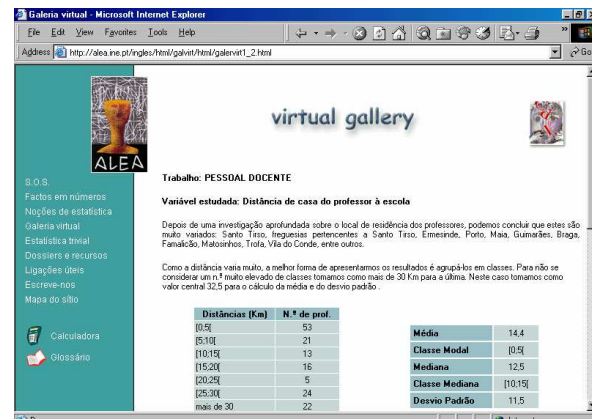 Galeria virtual - Microsoft Internet Explorer
File Edit View Favorites Tools Help
Address http://alea.ine.pt/ingles/html/galvirt/html/galervirt1_2.html Go
ALEA
virtual gallery
S.O.S.
Factos em números
Noções de estatística
Galeria virtual
Estatística trivial
Dossiers e recursos
Ligações úteis
Escreve-nos
Mapa do sítio
Calculadora
Glossário
Trabalho: PESSOAL DOCENTE
Variável estudada: Distância de casa do professor à escola
Depois de uma investigação aprofundada sobre o local de residência dos professores, podemos concluir que estes são
muito variados: Santo Tirso, freguesias pertencentes a Santo Tirso, Ermesinde, Porto, Maia, Guimarães, Braga,
Famalicão, Matosinhos, Trofa, Vila do Conde, entre outros.
Como a distância varia muito, a melhor forma de apresentarmos os resultados é agrupá-los em classes. Para não se
considerar um n.º muito elevado de classes tomamos como mais de 30 Km para a última. Neste caso tomamos como
valor central 32,5 para o cálculo da média e do desvio padrão .
Distâncias (Km) N.º de prof.
[0;5[ 53
[5;10[ 21
[10;15[ 13
[15;20[ 16
[20;25[ 5
[25;30[ 24
mais de 30 22
Média 14,4
Classe Modal [0;5[
Mediana 12,5
Classe Mediana [10;15[
Desvio Padrão 11,5